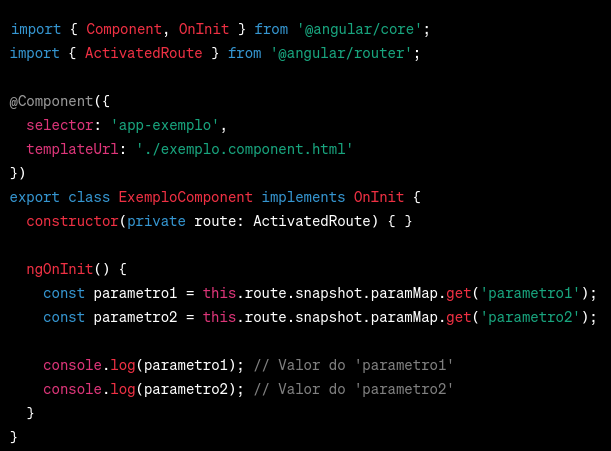 import { Component, OnInit } from '@angular/core';
import { ActivatedRoute } from '@angular/router';
@Component({
  selector: 'app-exemplo',
  templateUrl: './exemplo.component.html'
})
export class ExemploComponent implements OnInit {
  constructor(private route: ActivatedRoute) { }
  ngOnInit() {
    const parametro1 = this.route.snapshot.paramMap.get('parametro1');
    const parametro2 = this.route.snapshot.paramMap.get('parametro2');
    console.log(parametro1); // Valor do 'parametro1'
    console.log(parametro2); // Valor do 'parametro2'
  }
}